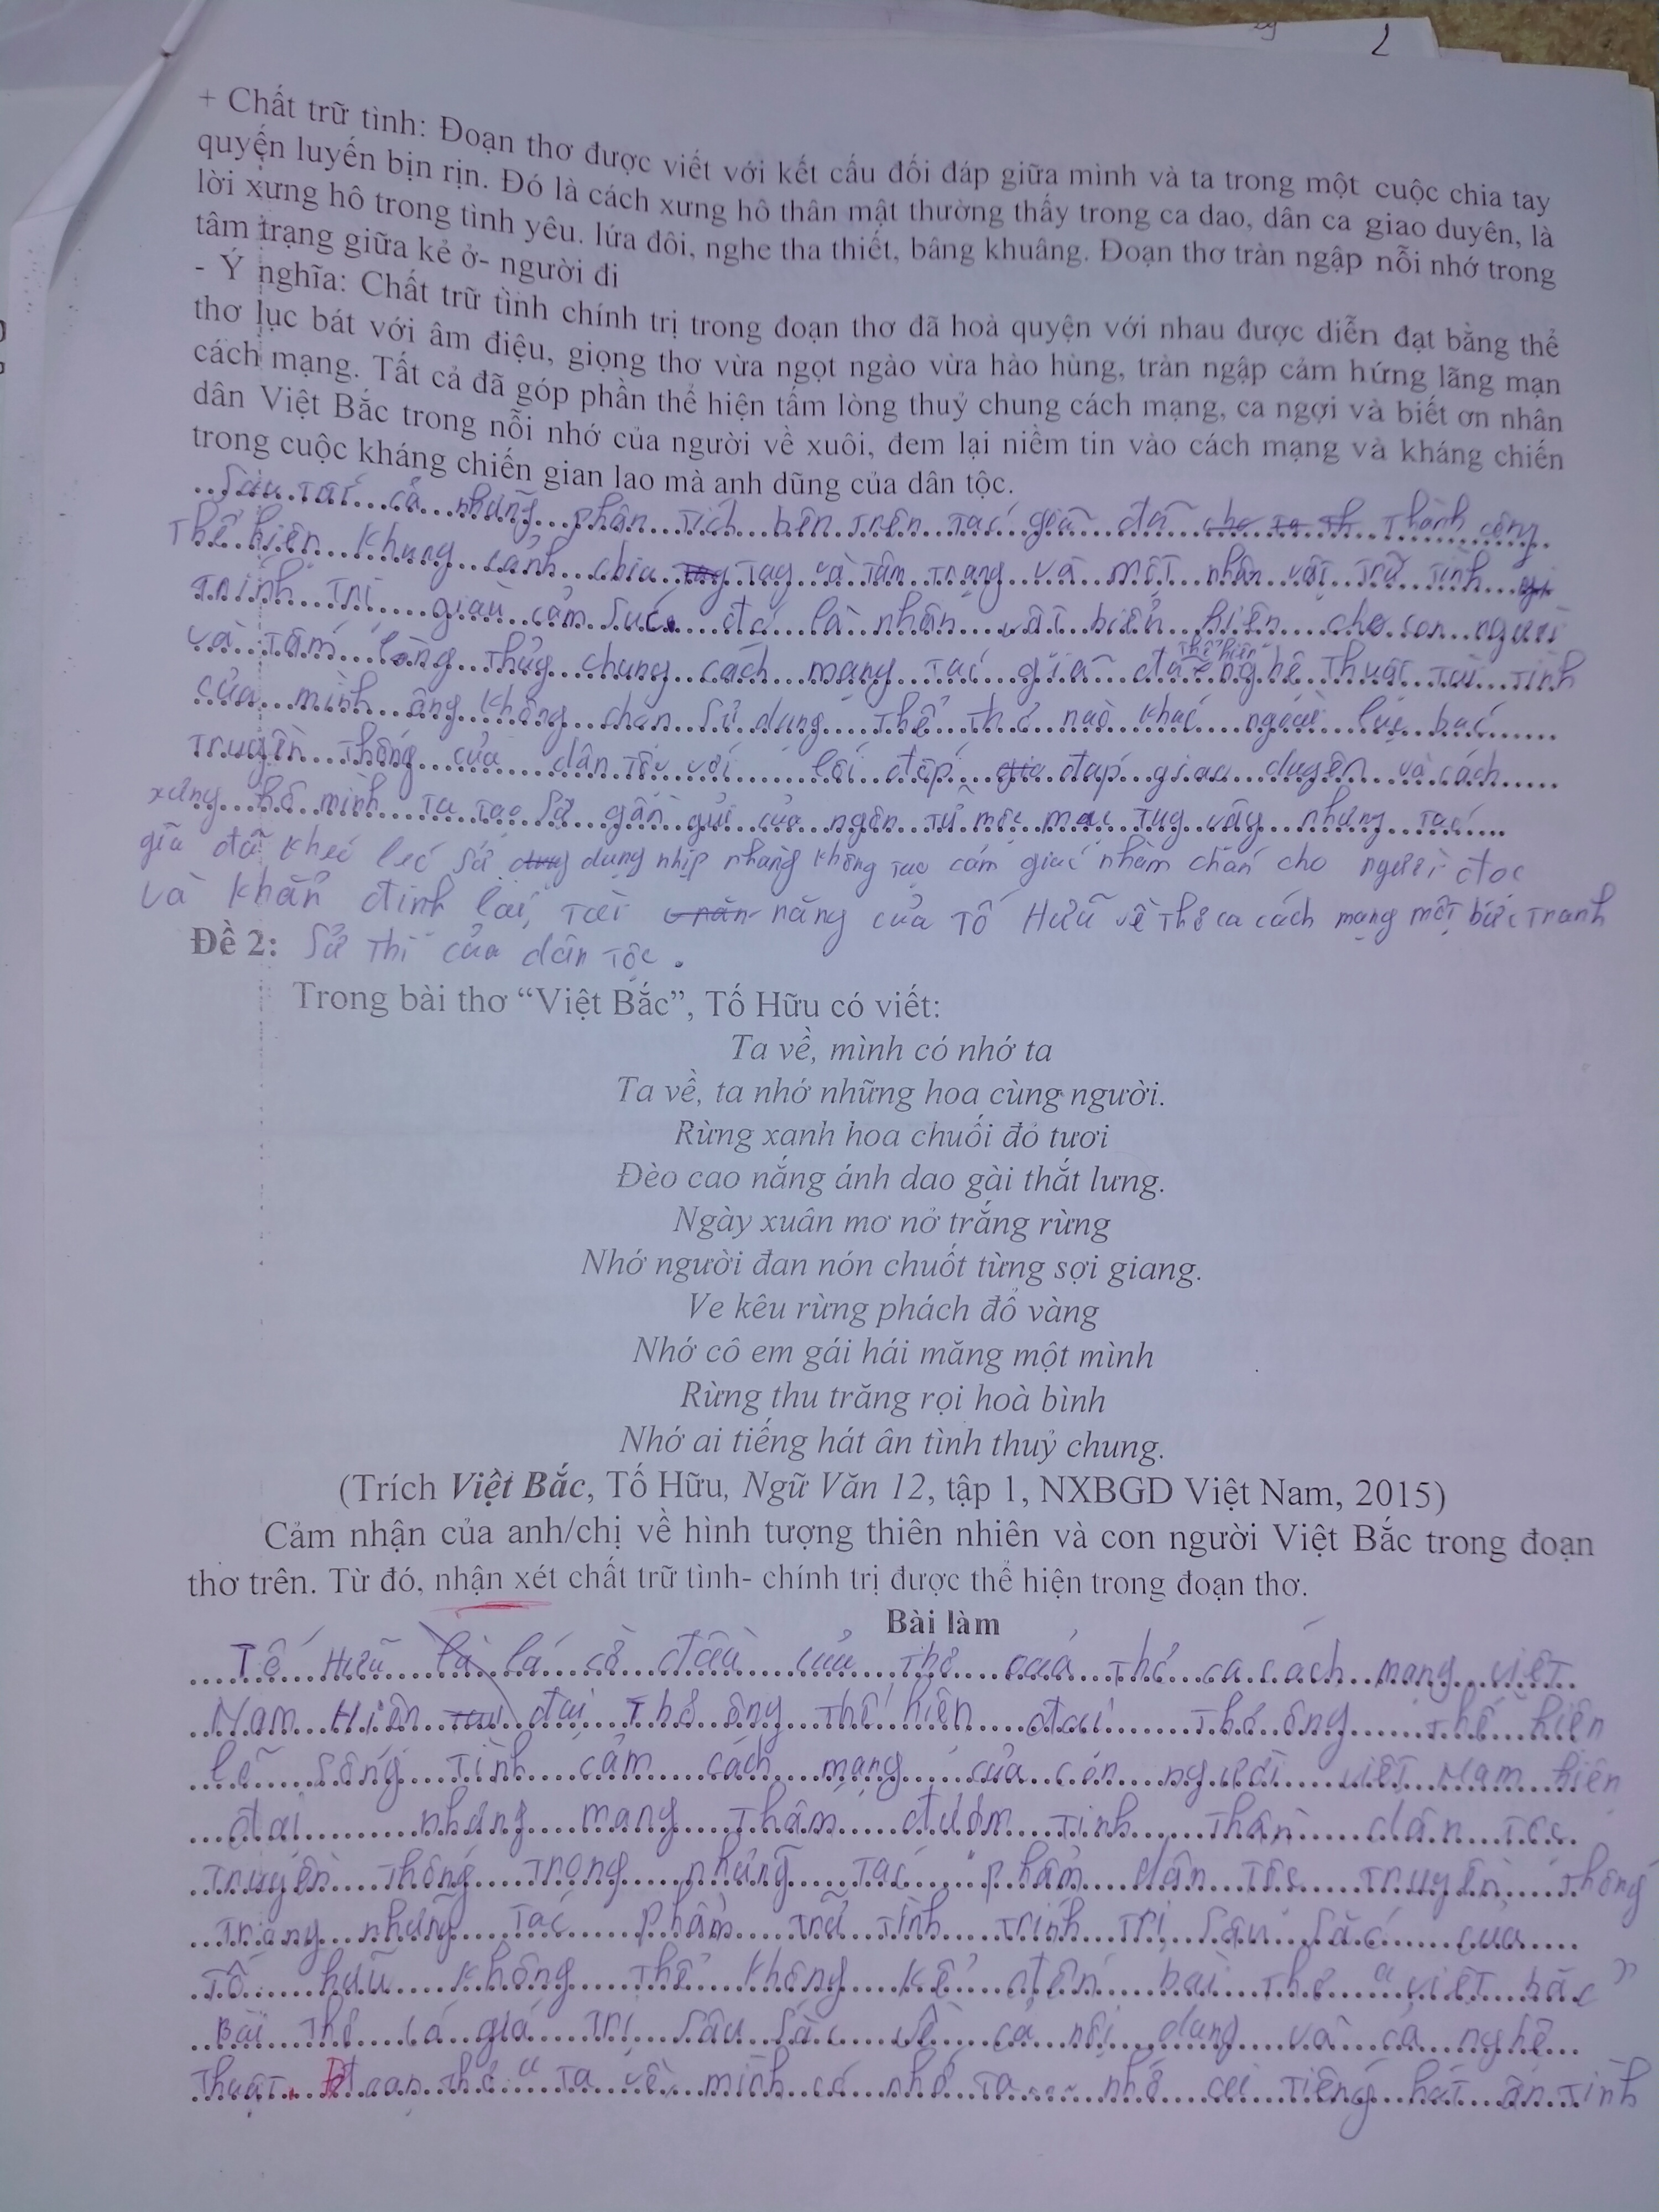 2
+ Chất trữ tình: Đoạn thơ được viết với kết cấu đối đáp giữa mình và ta trong một cuộc chia tay
quyến luyến bịn rịn. Đó là cách xưng hô thân mật thường thấy trong ca dao, dân ca giao duyên, là
lời xưng hô trong tình yêu. lứa đôi, nghe tha thiết, bâng khuâng. Đoạn thơ tràn ngập nỗi nhớ trong
tâm trạng giữa kẻ ở- người đi
- Ý nghĩa: Chất trữ tình chính trị trong đoạn thơ đã hoà quyện với nhau được diễn đạt bằng thể
thơ lục bát với âm điệu, giọng thơ vừa ngọt ngào vừa hào hùng, tràn ngập cảm hứng lãng mạn
cách mạng. Tất cả đã góp phần thể hiện tấm lòng thuỷ chung cách mạng, ca ngợi và biết ơn nhân
dân Việt Bắc trong nỗi nhớ của người về xuôi, đem lại niềm tin vào cách mạng và kháng chiến
trong cuộc kháng chiến gian lao mà anh dũng của dân tộc.
Sau tất cả những phân tích bên trên tác giã đã thành công
thể hiện khung cảnh chia tay và tâm trạng và một nhân vật trữ tình
trính trị giàu cảm súc đó là nhân vật biểu hiện cho con người
và tấm lòng thủy chung cách mạng tác giã đã thể hiện nghệ thuật tài tình
của mình ông không chọn sử dụng thể thơ nào khác ngoài lục bác
truyền thống của dân tộc với lối đáp giao duyên và cách
xưng hô mình ta tạo sự gần gủi của ngôn từ mộc mạc tuy vậy nhưng tác
giã đã khéo léo sử dụng nhịp nhàng không tạo cảm giác nhàm chán cho người đọc
và khẳn định lại tài năng của Tố Hữu về thơ ca cách mạng một bức tranh
Đề 2: sử thi của dân tộc.
Trong bài thơ “Việt Bắc”, Tố Hữu có viết:
Ta về, mình có nhớ ta
Ta về, ta nhớ những hoa cùng người.
Rừng xanh hoa chuối đỏ tươi
Đèo cao nắng ánh dao gài thắt lưng.
Ngày xuân mơ nở trắng rừng
Nhớ người đan nón chuốt từng sợi giang.
Ve kêu rừng phách đổ vàng
Nhớ cô em gái hái măng một mình
Rừng thu trăng rọi hoà bình
Nhớ ai tiếng hát ân tình thuỷ chung.
(Trích Việt Bắc, Tố Hữu, Ngữ Văn 12, tập 1, NXBGD Việt Nam, 2015)
Cảm nhận của anh/chị về hình tượng thiên nhiên và con người Việt Bắc trong đoạn
thơ trên. Từ đó, nhận xét chất trữ tình- chính trị được thể hiện trong đoạn thơ.
Bài làm
Tố Hữu là lá cờ đầu của thơ thơ ca cách mạng việt
Nam Hiện đại Thơ ông thể hiện đại thơ ông thể hiện
lẽ sống tình cảm cách mạng của con người việt Nam hiện
đại nhưng mang thấm đượm tinh thần dân tộc
truyền thống trong những tác phẩm dân tộc truyền thống
trong những tác phẩm trữ tình trính trị sâu sắc của
Tố hữu không thể không kể đến bài thơ "việt bắc"
Bài thơ có giá trị sâu sắc về cả nội dung và cả nghệ
thuật. Đoạn thơ "Ta về mình có nhớ ta... nhớ ai tiếng hát ân tình